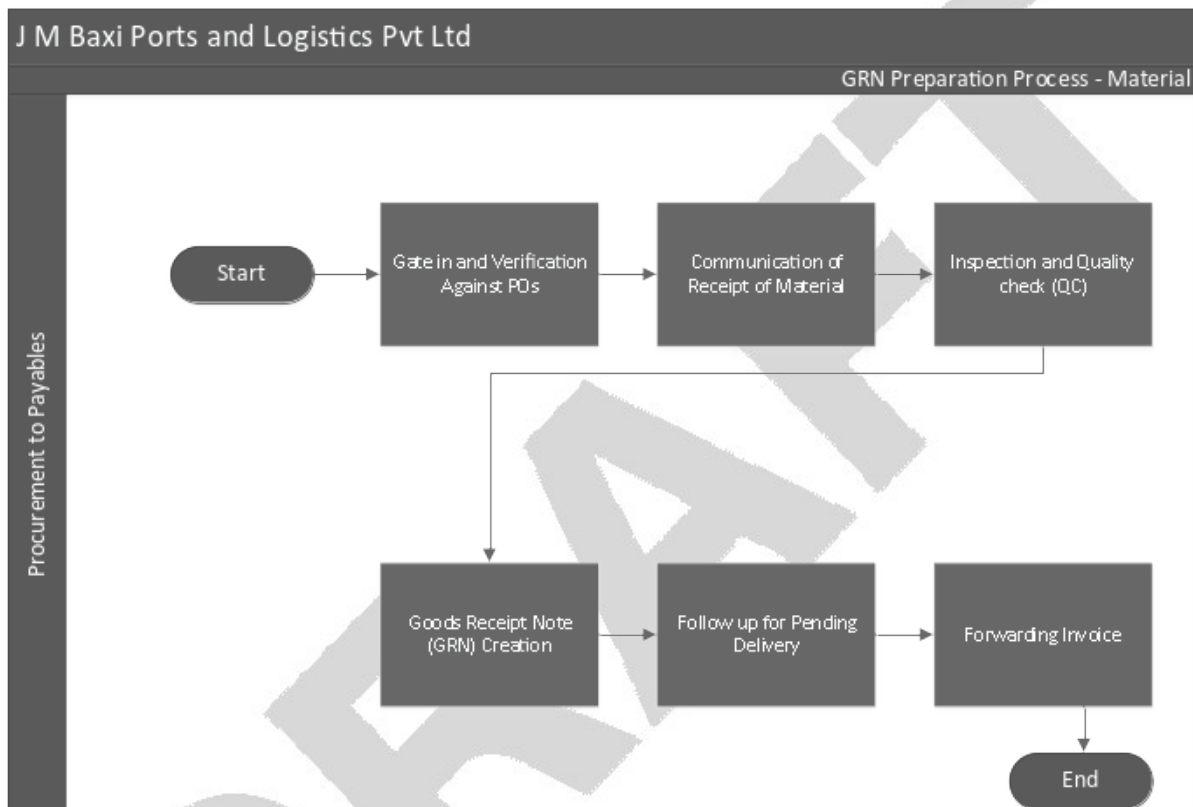 J M Baxi Ports and Logistics Pvt Ltd
GRN Preparation Process - Material
Procurement to Payables
Start
Gate in and Verification
Against POs
Communication of
Receipt of Material
Inspection and Quality
check (QC)
Goods Receipt Note
(GRN) Creation
Follow up for Pending
Delivery
Forwarding Invoice
End
DRAFT